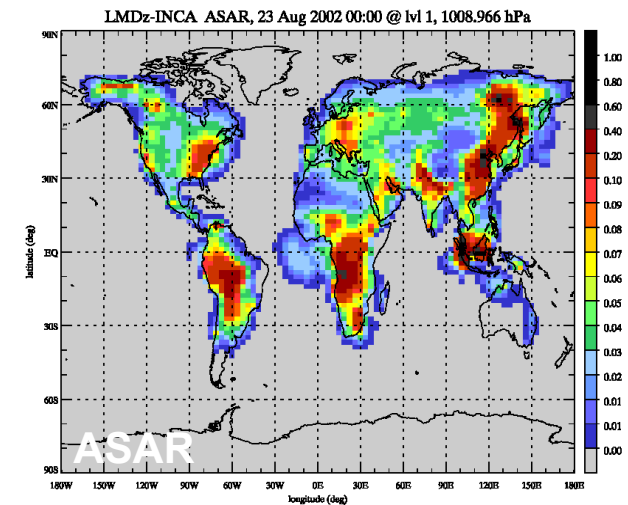 LMDz-INCA ASAR, 23 Aug 2002 00:00 @ lvl 1, 1008.966 hPa
90N
60N
30N
EQ
30S
60S
90S
latitude (deg)
180W 150W 120W 90W 60W 30W 0E 30E 60E 90E 120E 150E 180E
longitude (deg)
1.00
0.80
0.60
0.40
0.20
0.10
0.09
0.08
0.07
0.06
0.05
0.04
0.03
0.02
0.01
0.01
0.00
ASAR